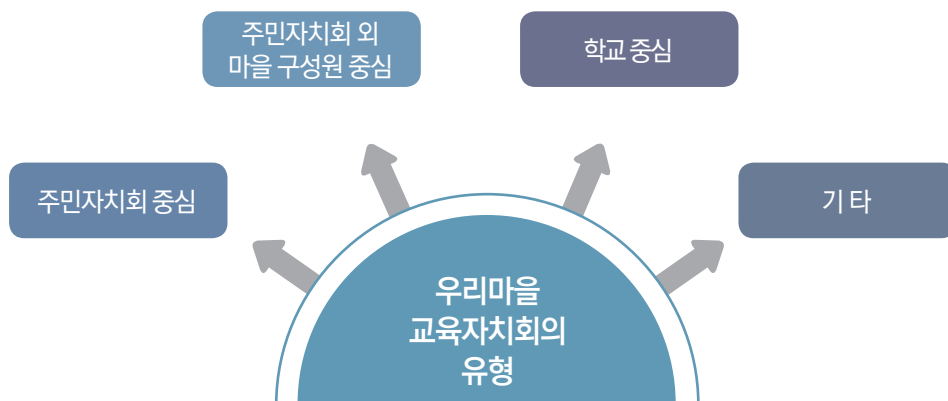 주민자치회 외
마을 구성원 중심
학교 중심
주민자치회 중심
기 타
우리마을
교육자치회의
유형